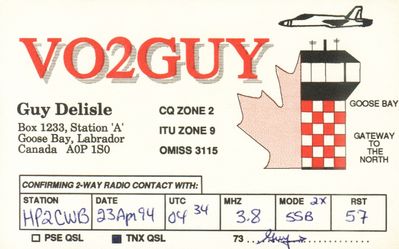 VO2GUY
Guy Delisle
Box 1233, Station 'A'
Goose Bay, Labrador
Canada A0P 1S0
CQ ZONE 2
ITU ZONE 9
OMISS 3115
GOOSE BAY
GATEWAY
TO THE
NORTH
CONFIRMING 2-WAY RADIO CONTACT WITH:
STATION DATE UTC MHZ MODE 2X RST
HP2CWB 23Apr94 04 34 3.8 SSB 57
PSE QSL TNX QSL 73 Guy